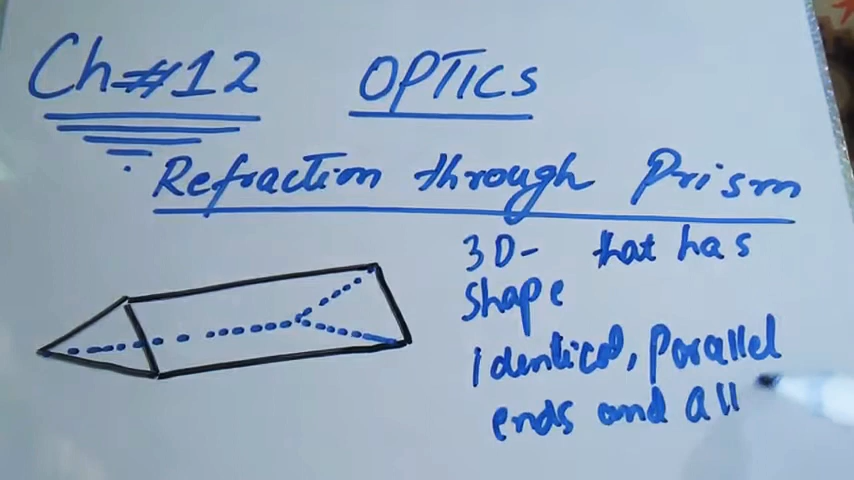 Ch#12 OPTICS
Refraction through Prism
3D- that has
shape
identical, parallel
ends and all